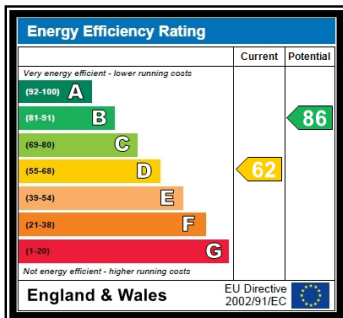 Energy Efficiency Rating
Current Potential
Very energy efficient - lower running costs
(92-100) A
(81-91) B
86
(69-80) C
(55-68) D
62
(39-54) E
(21-38) F
(1-20) G
Not energy efficient - higher running costs
England & Wales
EU Directive
2002/91/EC